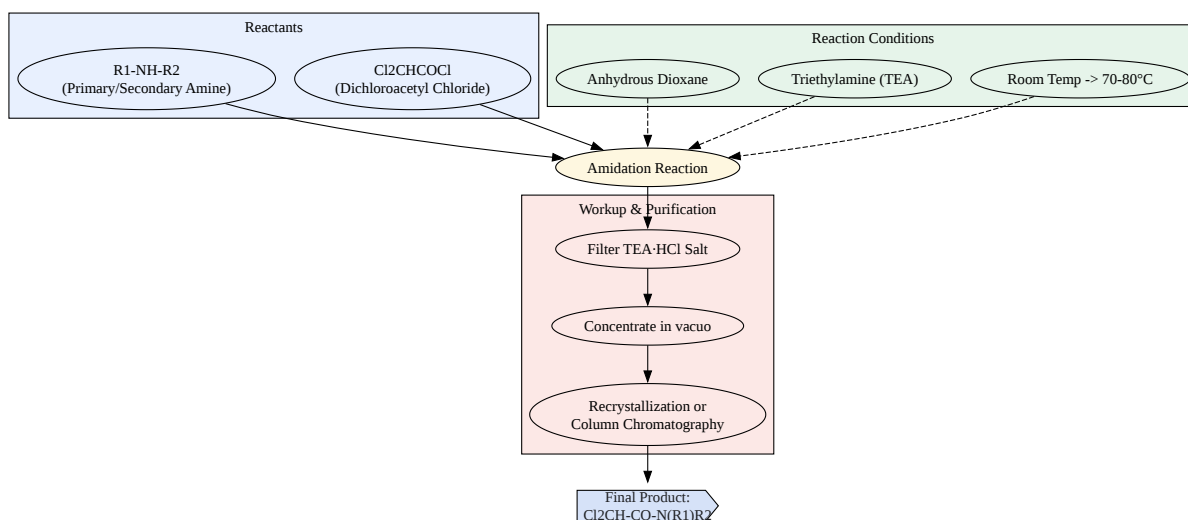 Reactants
R1-NH-R2
(Primary/Secondary Amine)
Cl2CHCOCl
(Dichloroacetyl Chloride)
Reaction Conditions
Anhydrous Dioxane
Triethylamine (TEA)
Room Temp -> 70-80°C
Amidation Reaction
Workup & Purification
Filter TEA·HCl Salt
Concentrate in vacuo
Recrystallization or
Column Chromatography
Final Product:
Cl2CH-CO-N(R1)R2